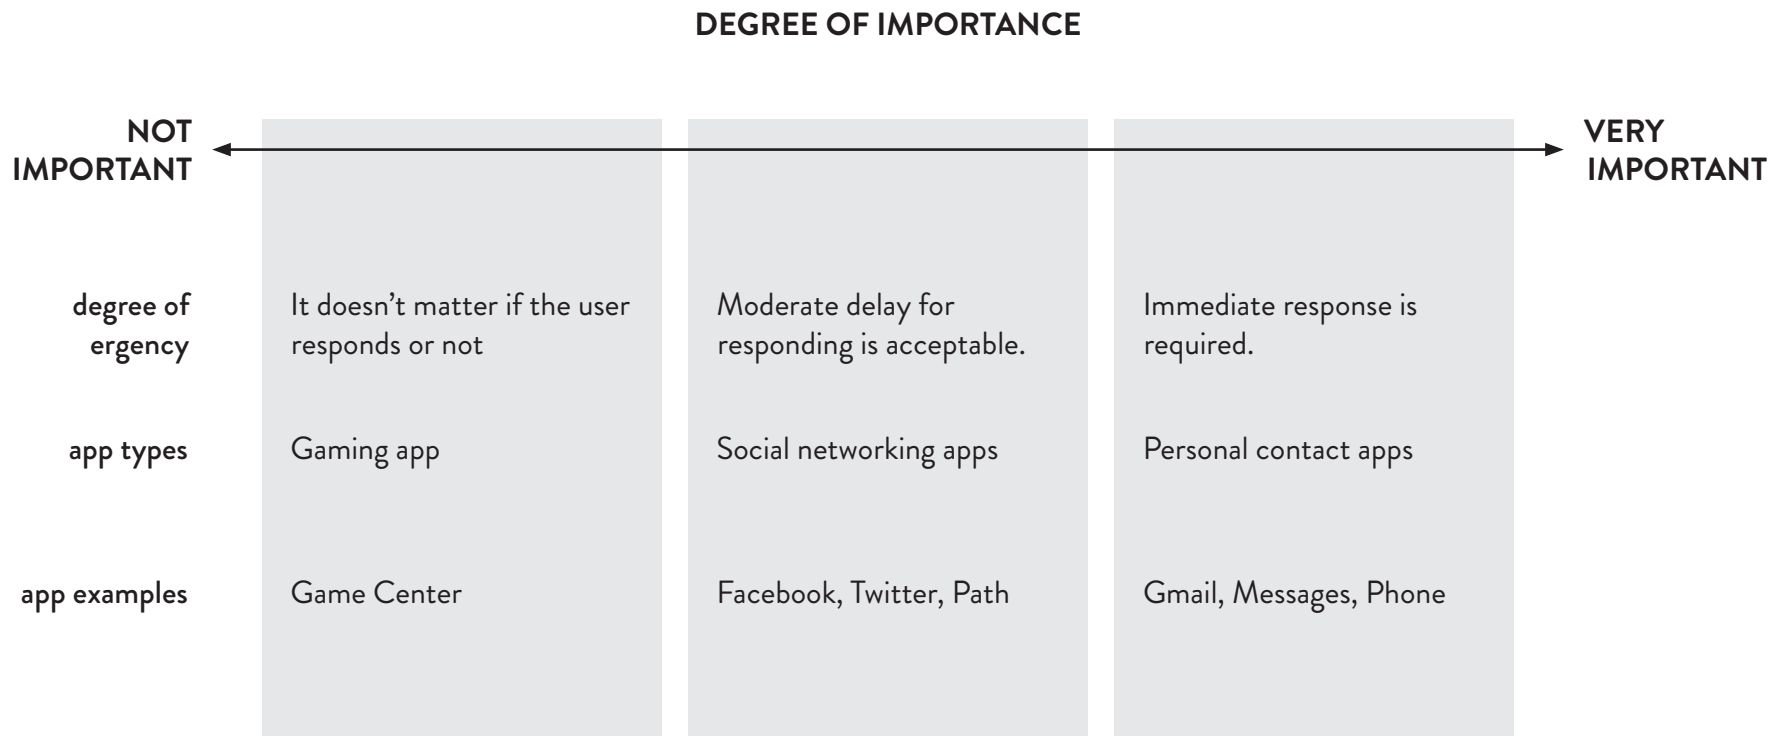 DEGREE OF IMPORTANCE
NOT
IMPORTANT
VERY
IMPORTANT
degree of
ergency
It doesn’t matter if the user
responds or not
Moderate delay for
responding is acceptable.
Immediate response is
required.
app types
Gaming app
Social networking apps
Personal contact apps
app examples
Game Center
Facebook, Twitter, Path
Gmail, Messages, Phone